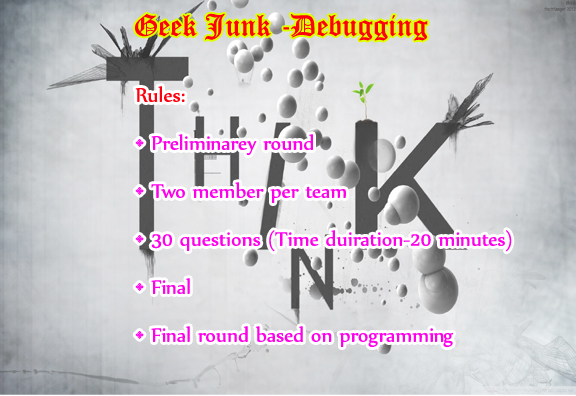 Geek Junk -Debugging
Rules:
Preliminarey round
Two member per team
30 questions (Time duiration-20 minutes)
Final
Final round based on programming
THINK